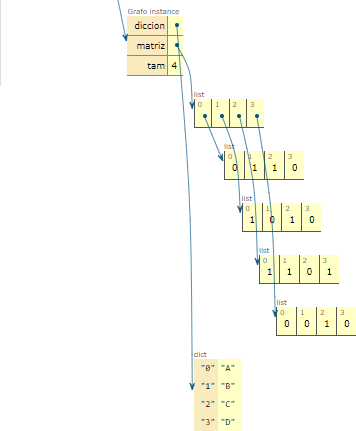 Grafo instance
diccion
matriz
tam 4
list
0 1 2 3
list
0 1 2 3
0 1 1 0
list
0 1 2 3
1 0 1 0
list
0 1 2 3
1 1 0 1
list
0 1 2 3
0 0 1 0
dict
"0" "A"
"1" "B"
"2" "C"
"3" "D"